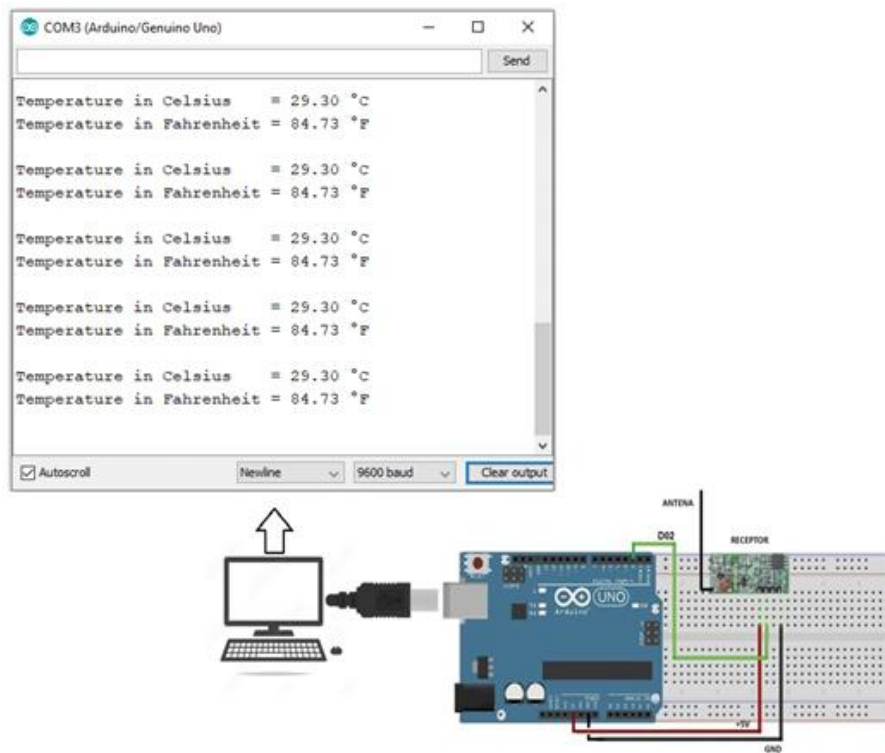 COM3 (Arduino/Genuino Uno)
Send
Temperature in Celsius = 29.30 °C
Temperature in Fahrenheit = 84.73 °F
Temperature in Celsius = 29.30 °C
Temperature in Fahrenheit = 84.73 °F
Temperature in Celsius = 29.30 °C
Temperature in Fahrenheit = 84.73 °F
Temperature in Celsius = 29.30 °C
Temperature in Fahrenheit = 84.73 °F
Temperature in Celsius = 29.30 °C
Temperature in Fahrenheit = 84.73 °F
Autoscroll
Newline
9600 baud
Clear output
ANTENA
D02
RECEPTOR
UNO
Arduino
+5V
GND